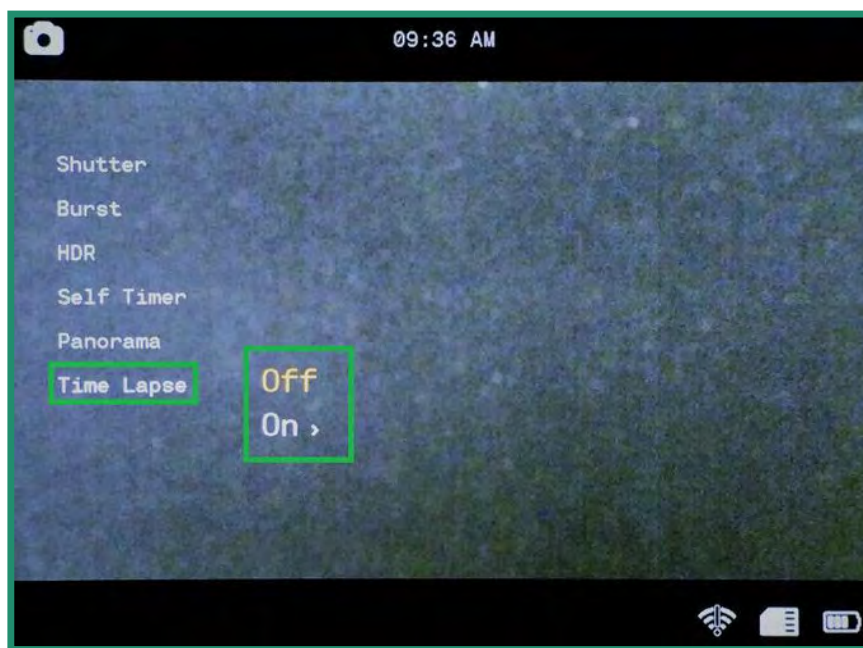 09:36 AM
Shutter
Burst
HDR
Self Timer
Panorama
Time Lapse
Off
On ›